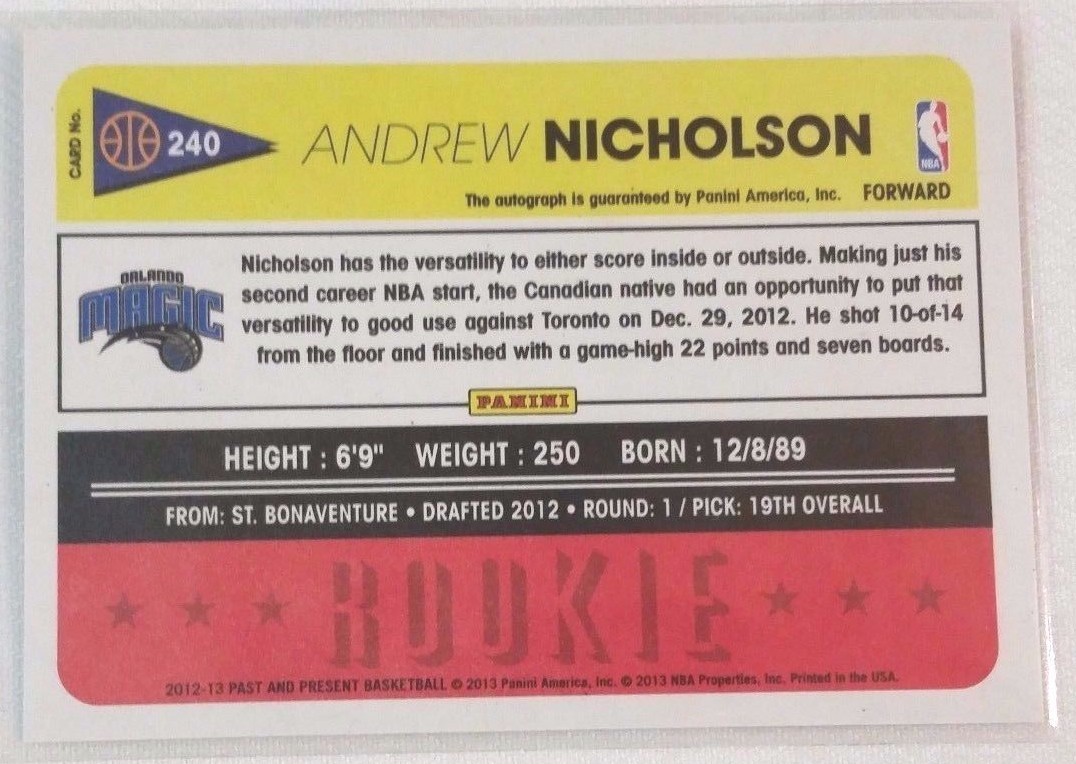 CARD No.
240
ANDREW NICHOLSON
NBA
The autograph is guaranteed by Panini America, Inc. FORWARD
ORLANDO
MAGIC
Nicholson has the versatility to either score inside or outside. Making just his
second career NBA start, the Canadian native had an opportunity to put that
versatility to good use against Toronto on Dec. 29, 2012. He shot 10-of-14
from the floor and finished with a game-high 22 points and seven boards.
PANINI
HEIGHT : 6'9" WEIGHT : 250 BORN : 12/8/89
FROM: ST. BONAVENTURE • DRAFTED 2012 • ROUND: 1 / PICK: 19TH OVERALL
ROOKIE
2012-13 PAST AND PRESENT BASKETBALL © 2013 Panini America, Inc. © 2013 NBA Properties, Inc. Printed in the USA.